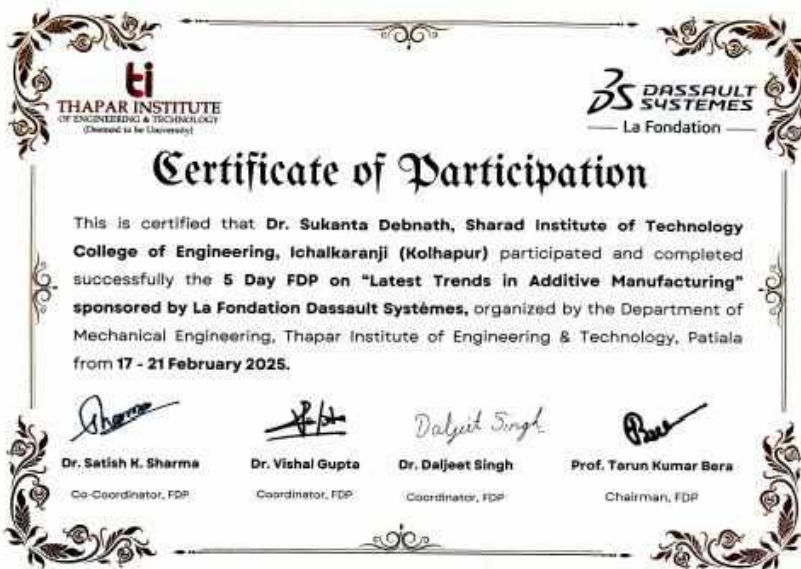 ti
THAPAR INSTITUTE
OF ENGINEERING & TECHNOLOGY
(Deemed to be University)
3DS DASSAULT
SYSTEMES
La Fondation
Certificate of Participation
This is certified that Dr. Sukanta Debnath, Sharad Institute of Technology
College of Engineering, Ichalkaranji (Kolhapur) participated and completed
successfully the 5 Day FDP on “Latest Trends in Additive Manufacturing”
sponsored by La Fondation Dassault Systèmes, organized by the Department of
Mechanical Engineering, Thapar Institute of Engineering & Technology, Patiala
from 17 - 21 February 2025.
Sharma
Daljeet Singh
Bera
Dr. Satish K. Sharma
Dr. Vishal Gupta
Dr. Daljeet Singh
Prof. Tarun Kumar Bera
Co-Coordinator, FDP
Coordinator, FDP
Coordinator, FDP
Chairman, FDP